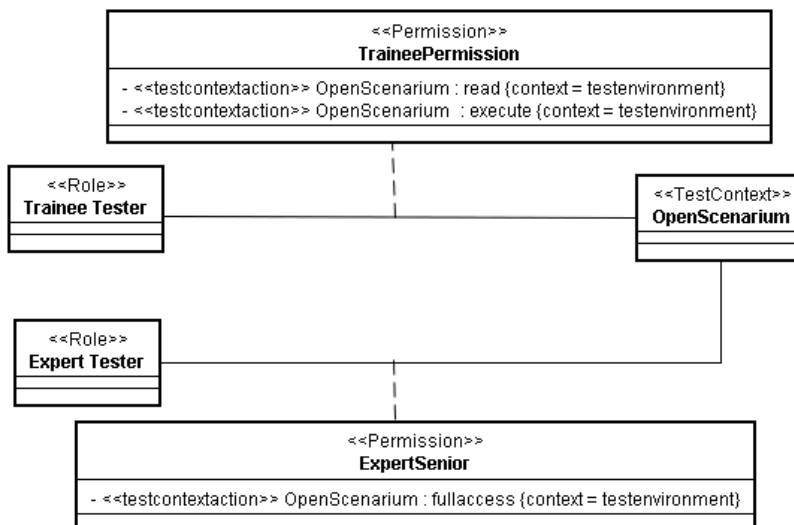 <<Permission>>
TraineePermission
- <<testcontextaction>> OpenScenarium : read {context = testenvironment}
- <<testcontextaction>> OpenScenarium : execute {context = testenvironment}
<<Role>>
Trainee Tester
<<TestContext>>
OpenScenarium
<<Role>>
Expert Tester
<<Permission>>
ExpertSenior
- <<testcontextaction>> OpenScenarium : fullaccess {context = testenvironment}